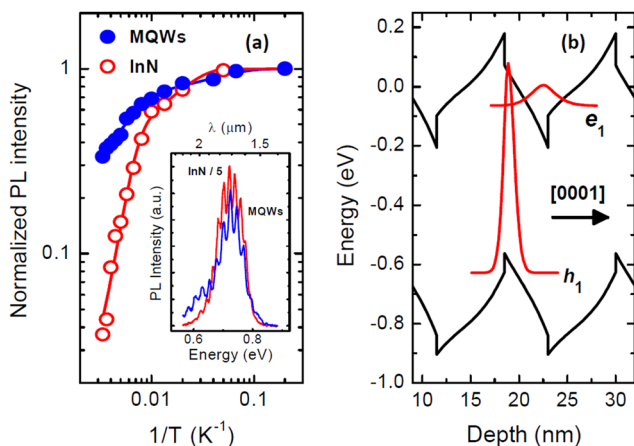 MQWs
InN
(a)
Normalized PL intensity
1
0.1
0.01
0.1
1/T (K⁻¹)
λ (μm)
2
1.5
InN / 5
MQWs
PL Intensity (a.u.)
0.6
0.8
Energy (eV)
(b)
Energy (eV)
0.2
0.0
-0.2
-0.4
-0.6
-0.8
-1.0
e₁
[0001]
h₁
10
15
20
25
30
Depth (nm)